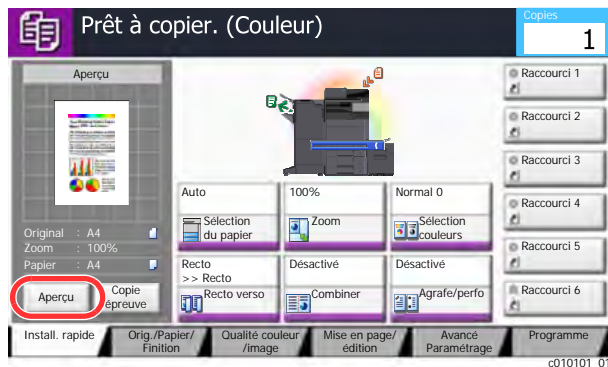 Prêt à copier. (Couleur)
Copies
1
Aperçu
Original : A4
Zoom : 100%
Papier : A4
Aperçu
Copie
épreuve
Auto
Sélection
du papier
100%
Zoom
Normal 0
Sélection
couleurs
Recto
>> Recto
Recto verso
Désactivé
Combiner
Désactivé
Agrafe/perfo
Raccourci 1
Raccourci 2
Raccourci 3
Raccourci 4
Raccourci 5
Raccourci 6
Install. rapide
Orig./Papier/
Finition
Qualité couleur
/image
Mise en page/
édition
Avancé
Paramétrage
Programme
c010101_01